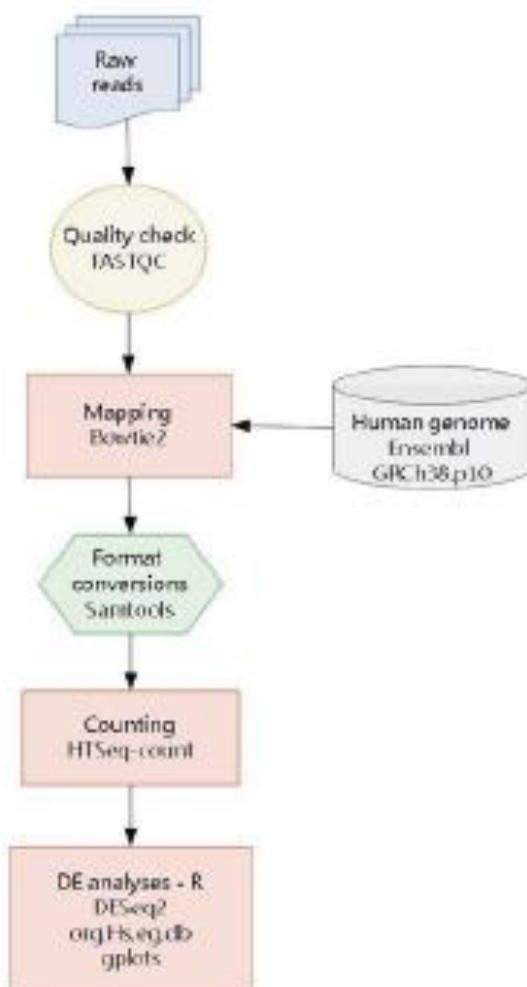 Raw
reads
Quality check
FASTQC
Mapping
Bowtie2
Human genome
Ensembl
GRCh38.p10
Format
conversions
Samtools
Counting
HTSeq-count
DE analyses - R
DESeq2
org.Hs.eg.db
gplots